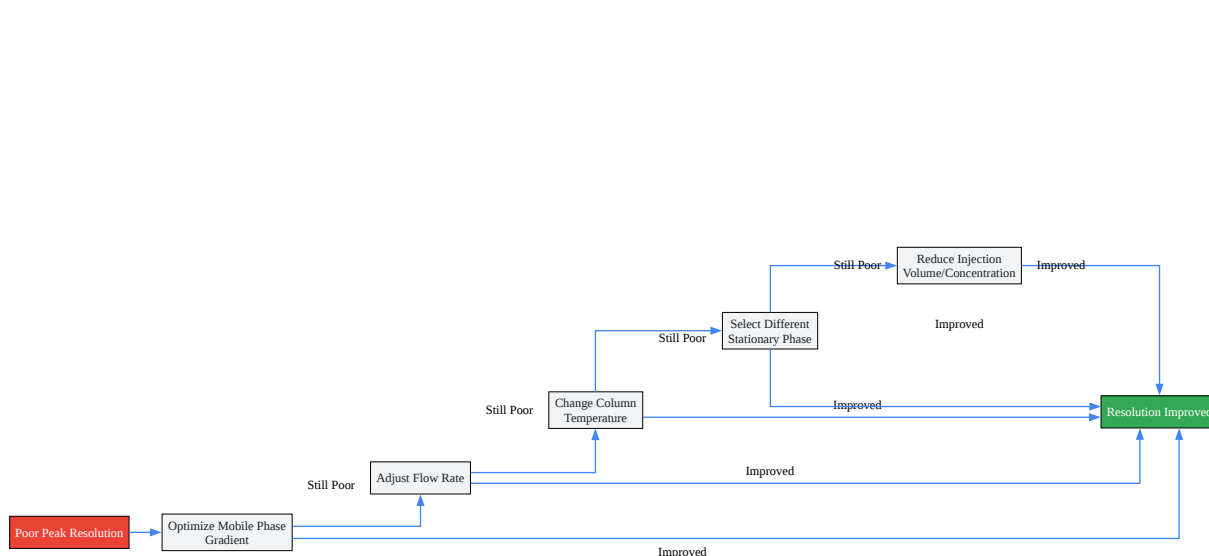 Still Poor
Reduce Injection
Volume/Concentration
Improved
Select Different
Stationary Phase
Improved
Still Poor
Change Column
Temperature
Improved
Still Poor
Resolution Improved
Adjust Flow Rate
Improved
Still Poor
Poor Peak Resolution
Optimize Mobile Phase
Gradient
Improved